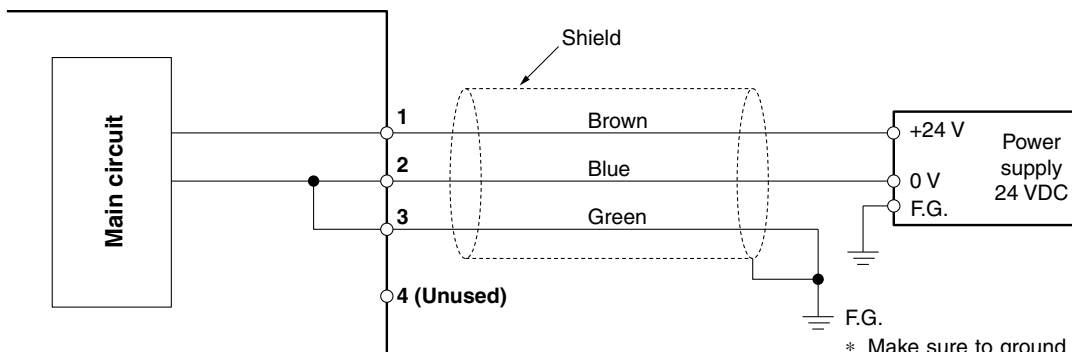 Shield
Main circuit
1
Brown
+24 V
Power
supply
24 VDC
2
Blue
0 V
F.G.
3
Green
4 (Unused)
F.G.
* Make sure to ground